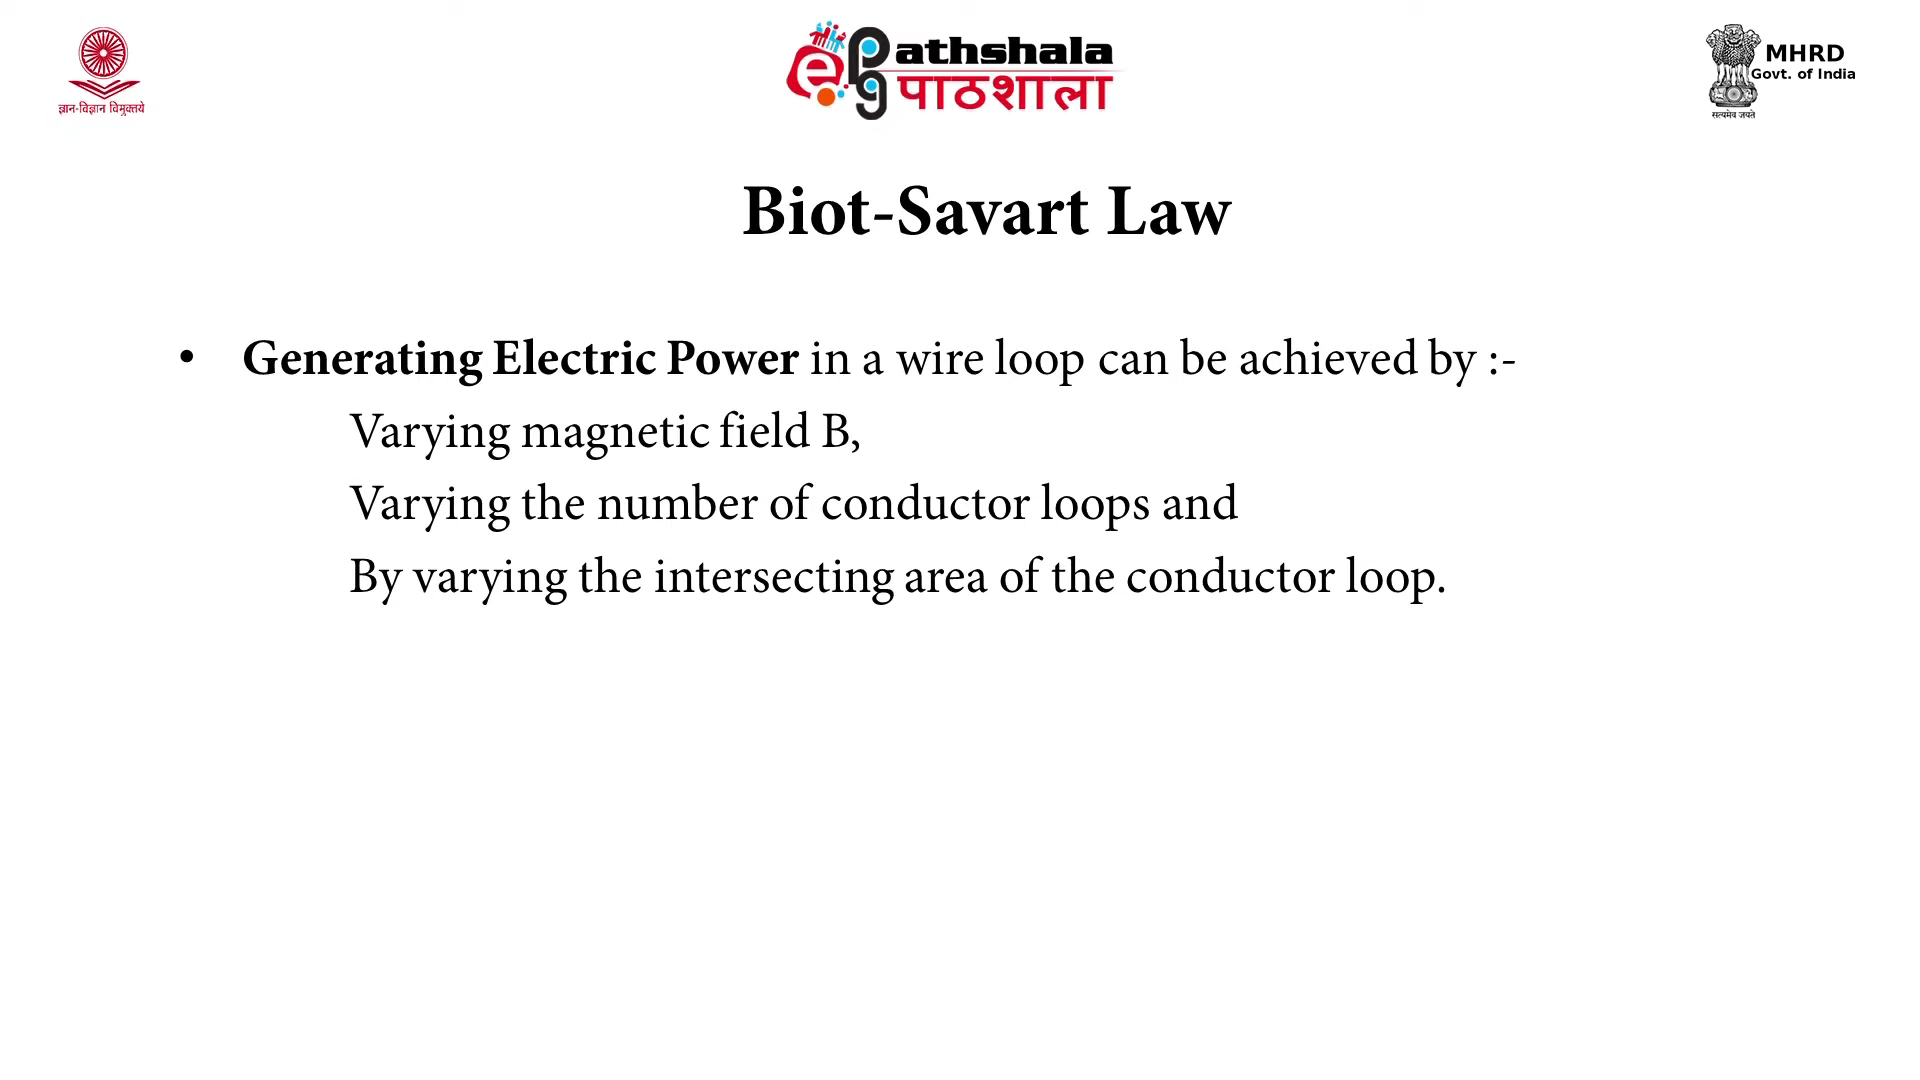 ज्ञान-विज्ञान विमुक्तये
ePGathshala
पाठशाला
MHRD
Govt. of India
सत्यमेव जयते
Biot-Savart Law
• Generating Electric Power in a wire loop can be achieved by :-
Varying magnetic field B,
Varying the number of conductor loops and
By varying the intersecting area of the conductor loop.